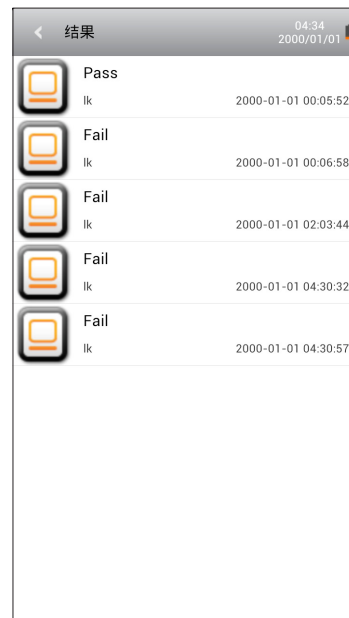 结果
04:34
2000/01/01
Pass
lk 2000-01-01 00:05:52
Fail
lk 2000-01-01 00:06:58
Fail
lk 2000-01-01 02:03:44
Fail
lk 2000-01-01 04:30:32
Fail
lk 2000-01-01 04:30:57